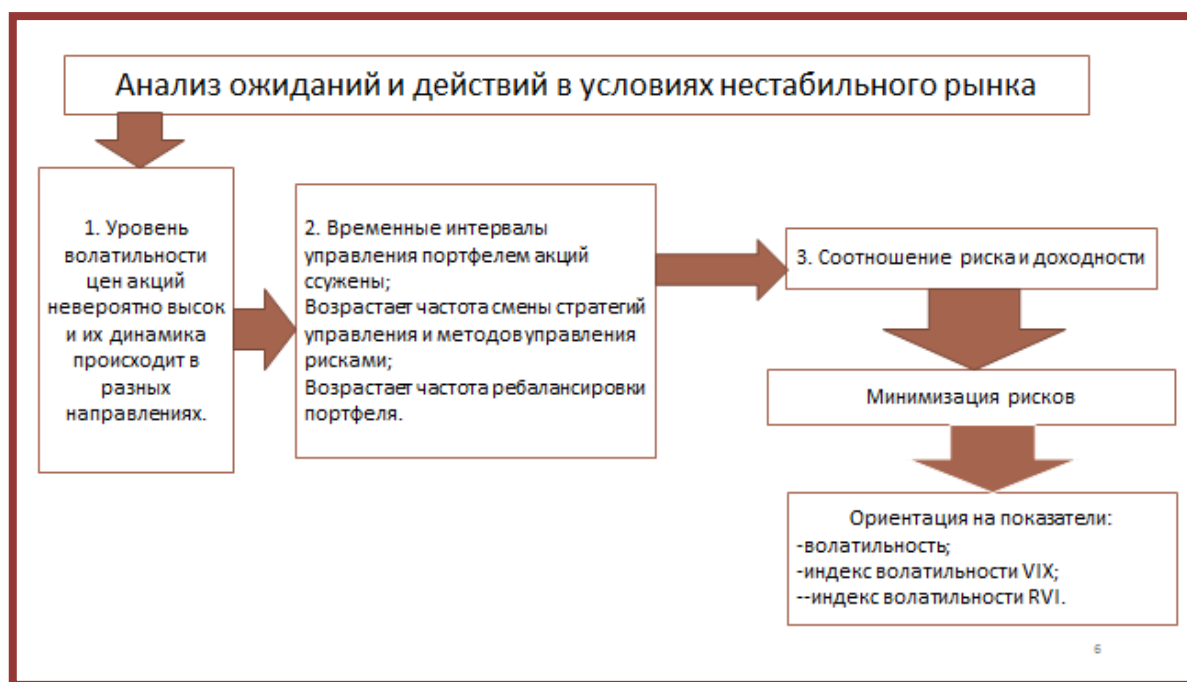 Анализ ожиданий и действий в условиях нестабильного рынка
1. Уровень
волатильности
цен акций
невероятно высок
и их динамика
происходит в
разных
направлениях.
2. Временные интервалы
управления портфелем акций
ссужены;
Возрастает частота смены стратегий
управления и методов управления
рисками;
Возрастает частота ребалансировки
портфеля.
3. Соотношение риска и доходности
Минимизация рисков
Ориентация на показатели:
-волатильность;
-индекс волатильности VIX;
--индекс волатильности RVI.
6